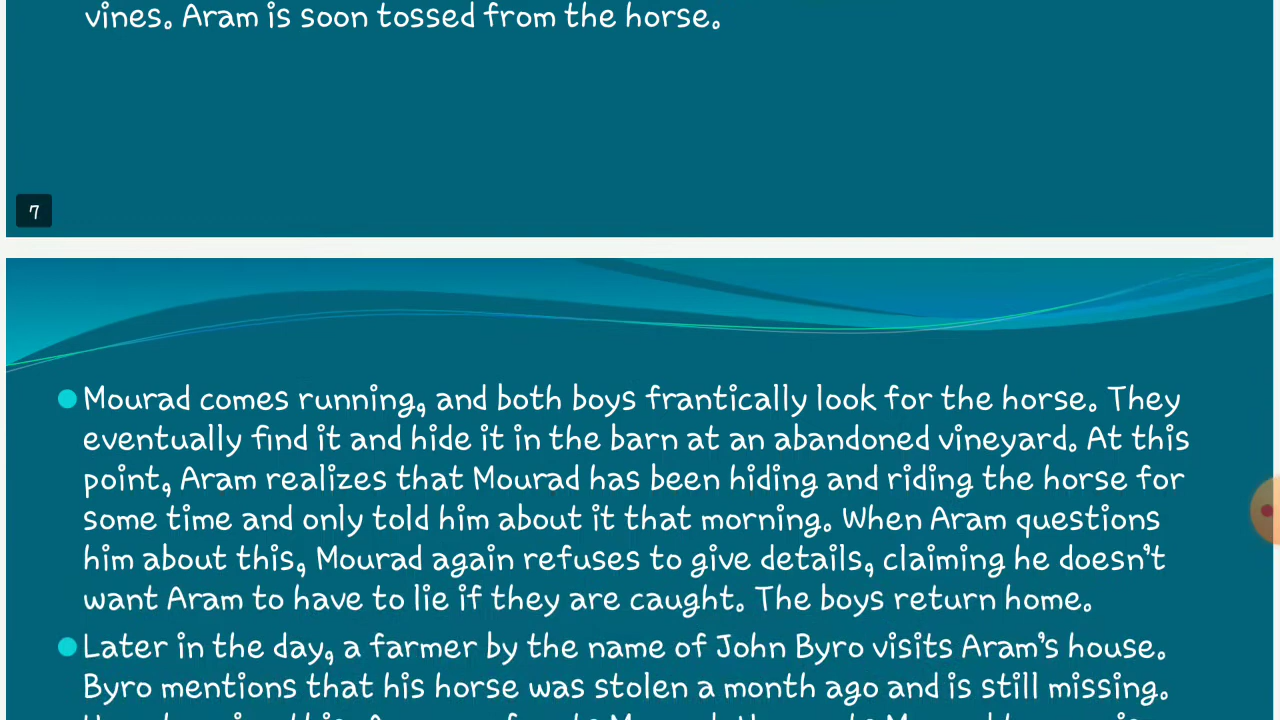 vines. Aram is soon tossed from the horse.
7
Mourad comes running, and both boys frantically look for the horse. They
eventually find it and hide it in the barn at an abandoned vineyard. At this
point, Aram realizes that Mourad has been hiding and riding the horse for
some time and only told him about it that morning. When Aram questions
him about this, Mourad again refuses to give details, claiming he doesn't
want Aram to have to lie if they are caught. The boys return home.
Later in the day, a farmer by the name of John Byro visits Aram's house.
Byro mentions that his horse was stolen a month ago and is still missing.